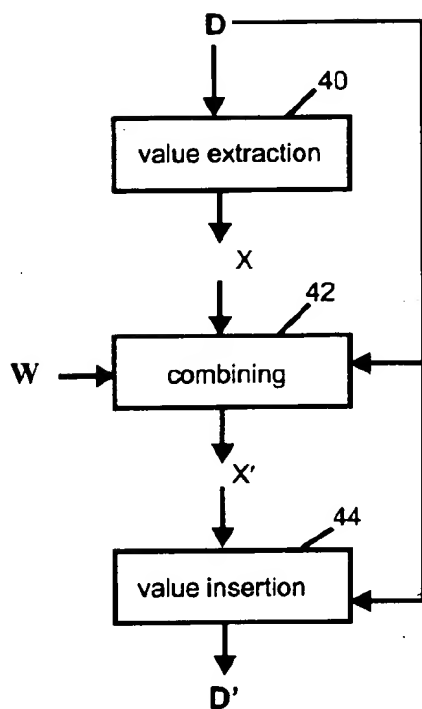 D
40
value extraction
X
42
W
combining
X'
44
value insertion
D'